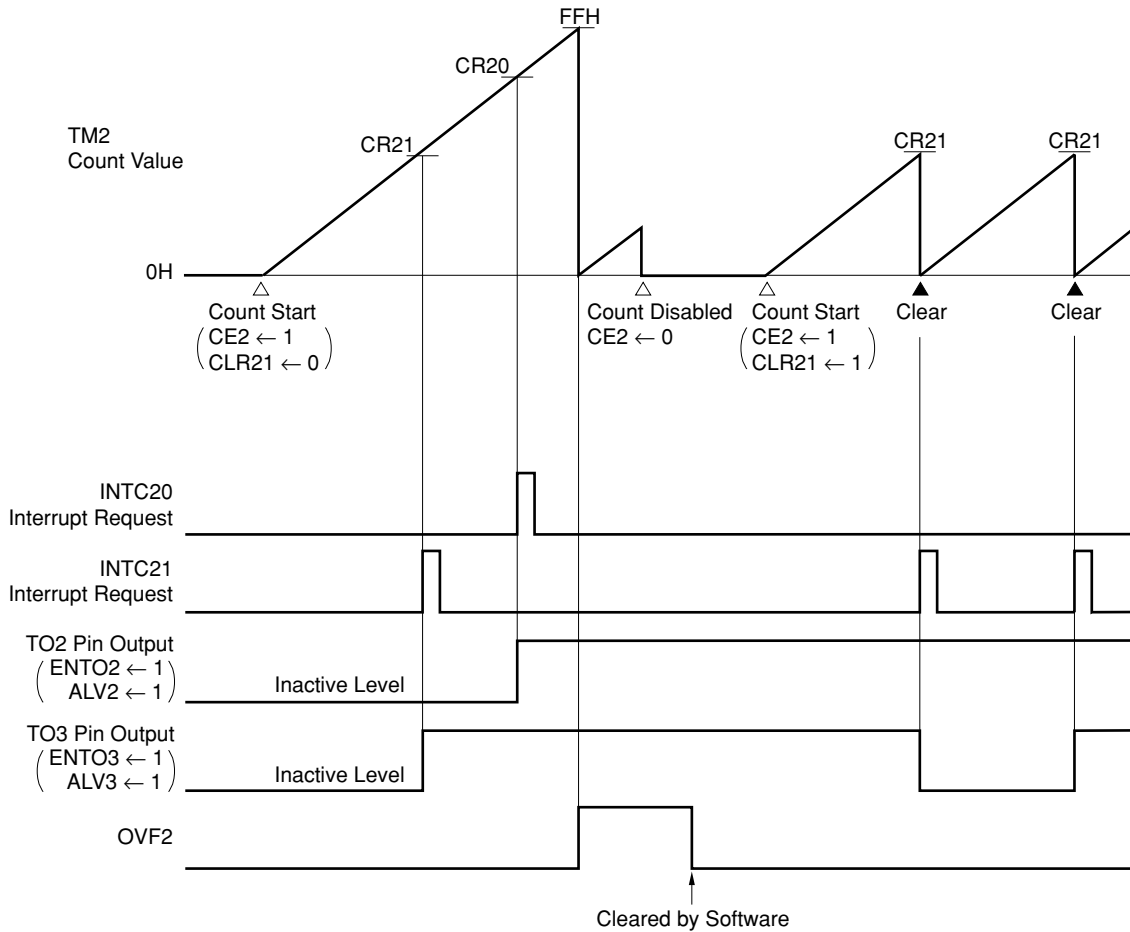 FFH
CR20
TM2
Count Value
CR21
CR21
CR21
0H
Count Start
( CE2 ← 1
CLR21 ← 0 )
Count Disabled
CE2 ← 0
Count Start
( CE2 ← 1
CLR21 ← 1 )
Clear
Clear
INTC20
Interrupt Request
INTC21
Interrupt Request
TO2 Pin Output
( ENTO2 ← 1
ALV2 ← 1 )
Inactive Level
TO3 Pin Output
( ENTO3 ← 1
ALV3 ← 1 )
Inactive Level
OVF2
Cleared by Software